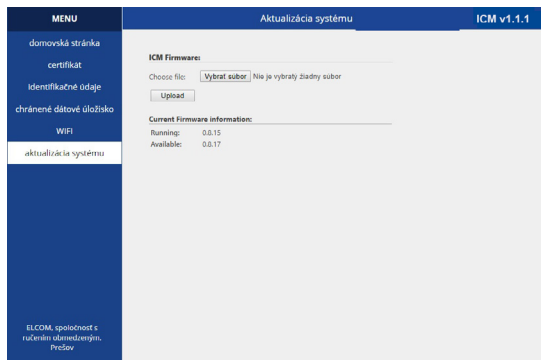 MENU
Aktualizácia systému
ICM v1.1.1
domovská stránka
certifikát
identifikačné údaje
chránené dátové úložisko
WIFI
aktualizácia systému
ICM Firmware:
Choose file: Vybrať súbor Nie je vybratý žiadny súbor
Upload
Current Firmware information:
Running: 0.0.15
Available: 0.0.17
ELCOM, spoločnosť s
ručením obmedzeným,
Prešov